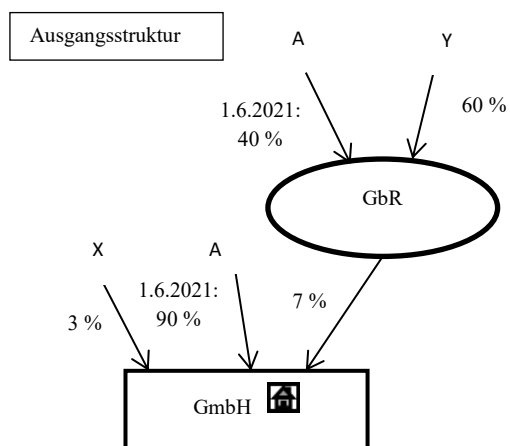 Ausgangsstruktur
A
Y
1.6.2021:
40 %
60 %
GbR
X
A
1.6.2021:
90 %
3 %
7 %
GmbH